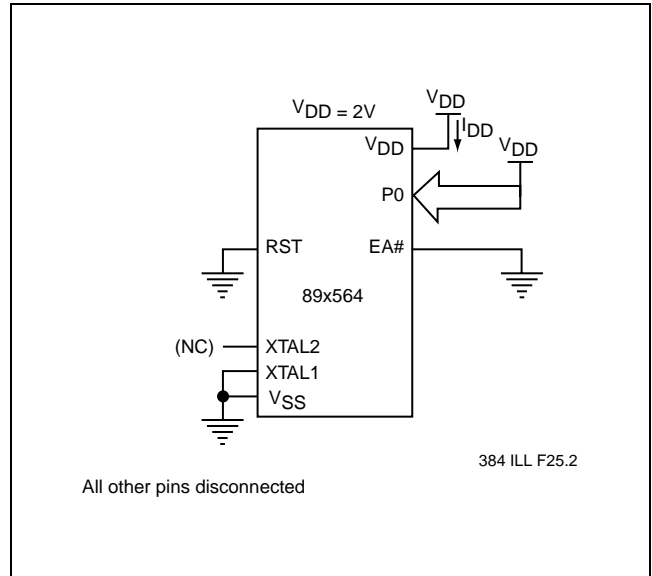 VDD = 2V
VDD
IDD
VDD
VDD
P0
RST
EA#
89x564
(NC)
XTAL2
XTAL1
VSS
384 ILL F25.2
All other pins disconnected